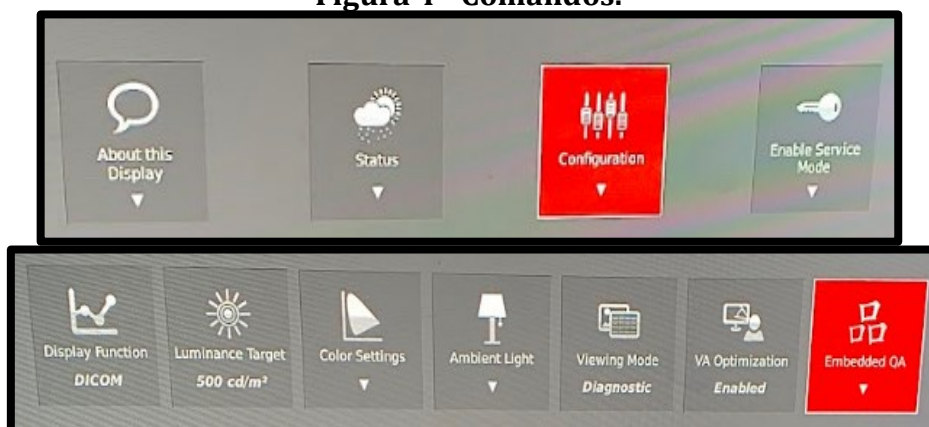 Figura 1 - Comandos.
About this
Display
Status
Configuration
Enable Service
Mode
Display Function
DICOM
Luminance Target
500 cd/m²
Color Settings
Ambient Light
Viewing Mode
Diagnostic
VA Optimization
Enabled
Embedded QA